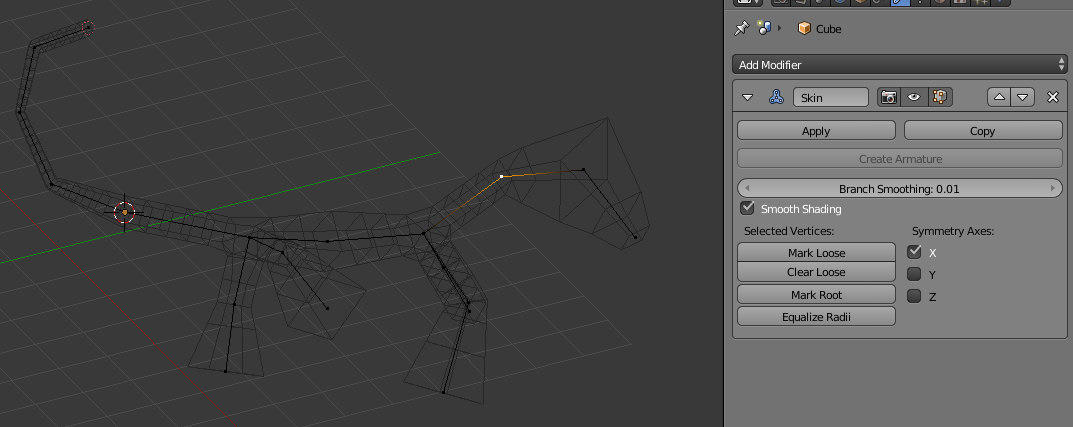 Cube
Add Modifier
Skin
Apply
Copy
Create Armature
Branch Smoothing: 0.01
Smooth Shading
Selected Vertices:
Symmetry Axes:
Mark Loose
X
Clear Loose
Y
Mark Root
Z
Equalize Radii